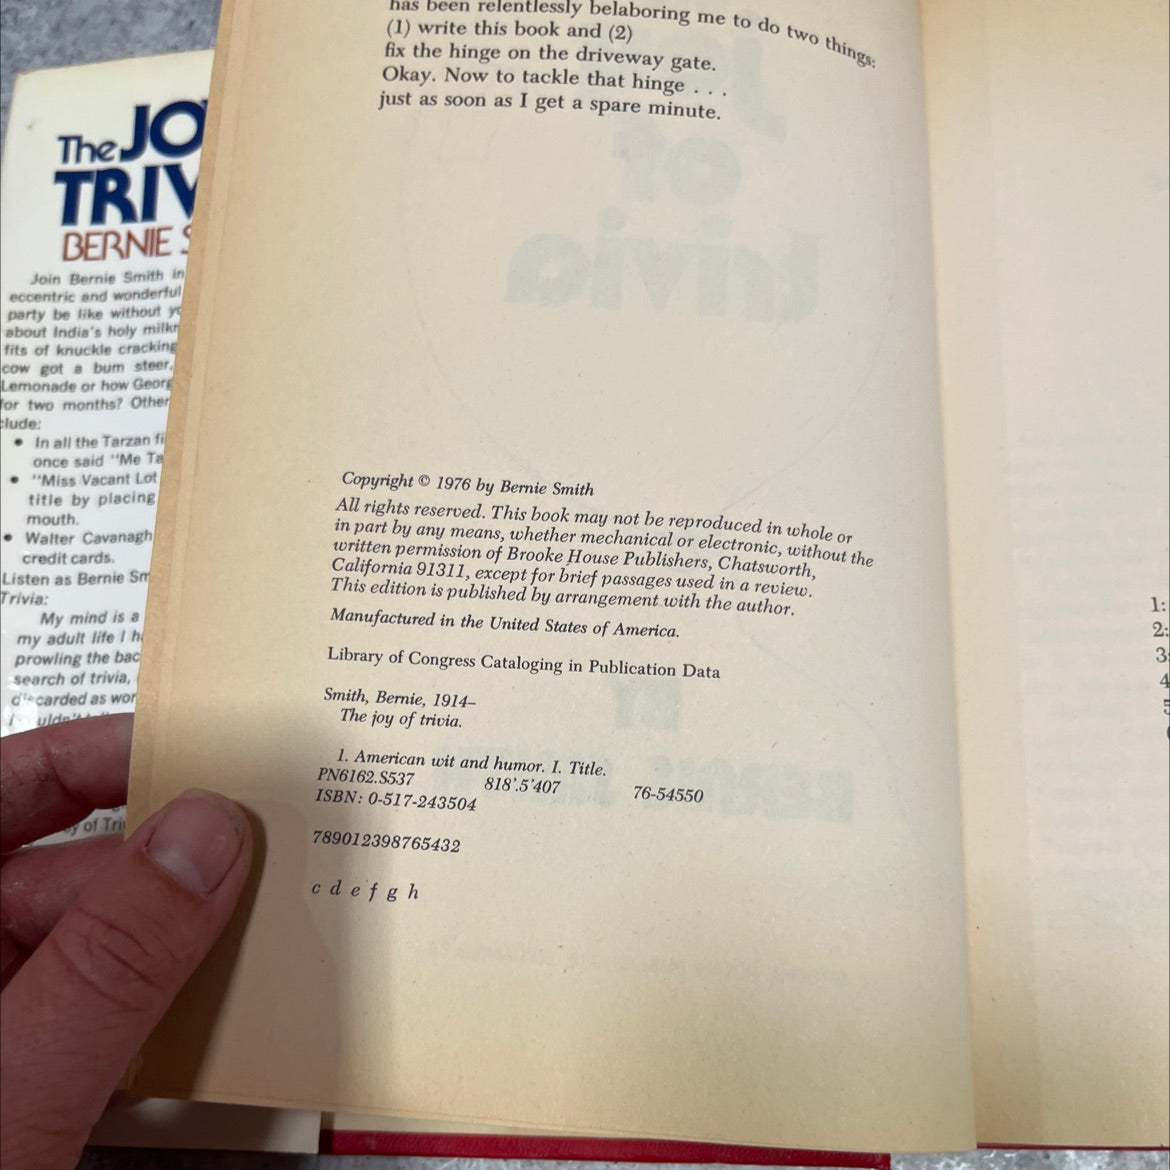 has been relentlessly belaboring me to do two things:
(1) write this book and (2)
fix the hinge on the driveway gate.
Okay. Now to tackle that hinge . . .
just as soon as I get a spare minute.
Copyright © 1976 by Bernie Smith
All rights reserved. This book may not be reproduced in whole or
in part by any means, whether mechanical or electronic, without the
written permission of Brooke House Publishers, Chatsworth,
California 91311, except for brief passages used in a review.
This edition is published by arrangement with the author.
Manufactured in the United States of America.
Library of Congress Cataloging in Publication Data
Smith, Bernie, 1914–
The joy of trivia.
1. American wit and humor. I. Title.
PN6162.S537 818'.5'407 76-54550
ISBN: 0-517-243504
789012398765432
c d e f g h
The JO
TRIV
BERNIE S
Join Bernie Smith in
eccentric and wonderful
party be like without
about India's holy
fits of knuckle cracking
cow got a bum steer,
Lemonade or how Georg
for two months? Other
clude:
• In all the Tarzan fi
once said "Me Ta
• "Miss Vacant Lot
title by placing
mouth.
• Walter Cavanagh
credit cards.
Listen as Bernie Sm
Trivia:
My mind is a
my adult life I h
prowling the bac
search of trivia,
discarded as wor
of Tri
1:
2:
3:
4
5